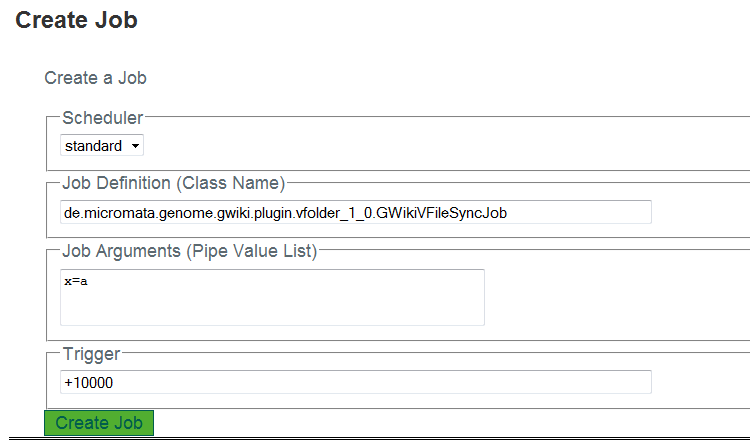 Create Job
Create a Job
Scheduler
standard
Job Definition (Class Name)
de.micromata.genome.gwiki.plugin.vfolder_1_0.GWikiVFileSyncJob
Job Arguments (Pipe Value List)
x=a
Trigger
+10000
Create Job